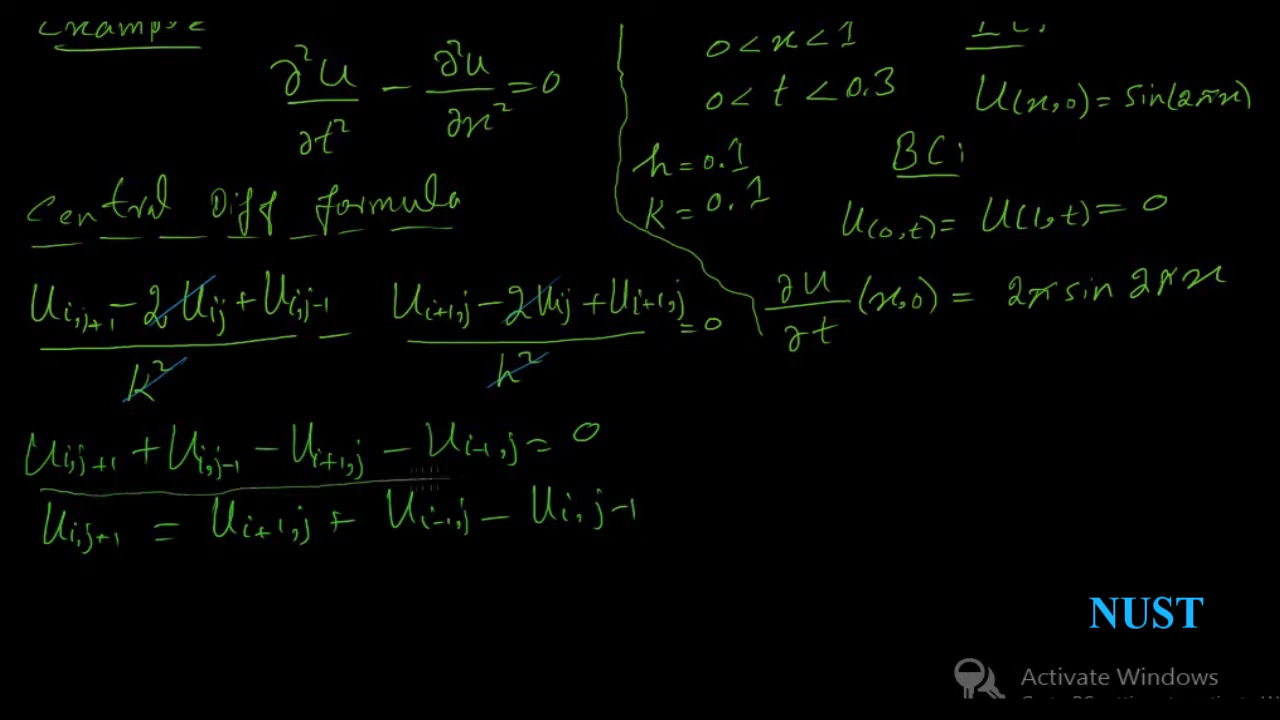 Example
∂²U/∂t² − ∂²u/∂x² = 0
Central Diff formula
(U_{i,j+1} − 2U_{ij} + U_{i,j-1})/k² − (U_{i+1,j} − 2U_{ij} + U_{i+1,j})/h² = 0
U_{i,j+1} + U_{i,j-1} − U_{i+1,j} − U_{i-1,j} = 0
U_{i,j+1} = U_{i+1,j} + U_{i-1,j} − U_{i,j-1}
0 < x < 1
0 < t < 0.3
h = 0.1
k = 0.1
U(x,0) = sin(2πx)
BCi
U(0,t) = U(1,t) = 0
∂U/∂t (x,0) = 2π sin 2πx
NUST
Activate Windows